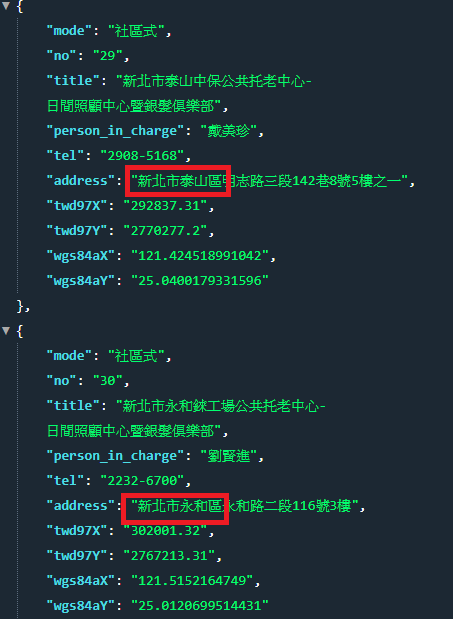 {
"mode": "社區式",
"no": "29",
"title": "新北市泰山中保公共托老中心-
日間照顧中心暨銀髮俱樂部",
"person_in_charge": "戴美珍",
"tel": "2908-5168",
"address": "新北市泰山區明志路三段142巷8號5樓之一",
"twd97X": "292837.31",
"twd97Y": "2770277.2",
"wgs84aX": "121.424518991042",
"wgs84aY": "25.0400179331596"
},
{
"mode": "社區式",
"no": "30",
"title": "新北市永和錸工場公共托老中心-
日間照顧中心暨銀髮俱樂部",
"person_in_charge": "劉賢進",
"tel": "2232-6700",
"address": "新北市永和區永和路二段116號3樓",
"twd97X": "302001.32",
"twd97Y": "2767213.31",
"wgs84aX": "121.5152164749",
"wgs84aY": "25.0120699514431"